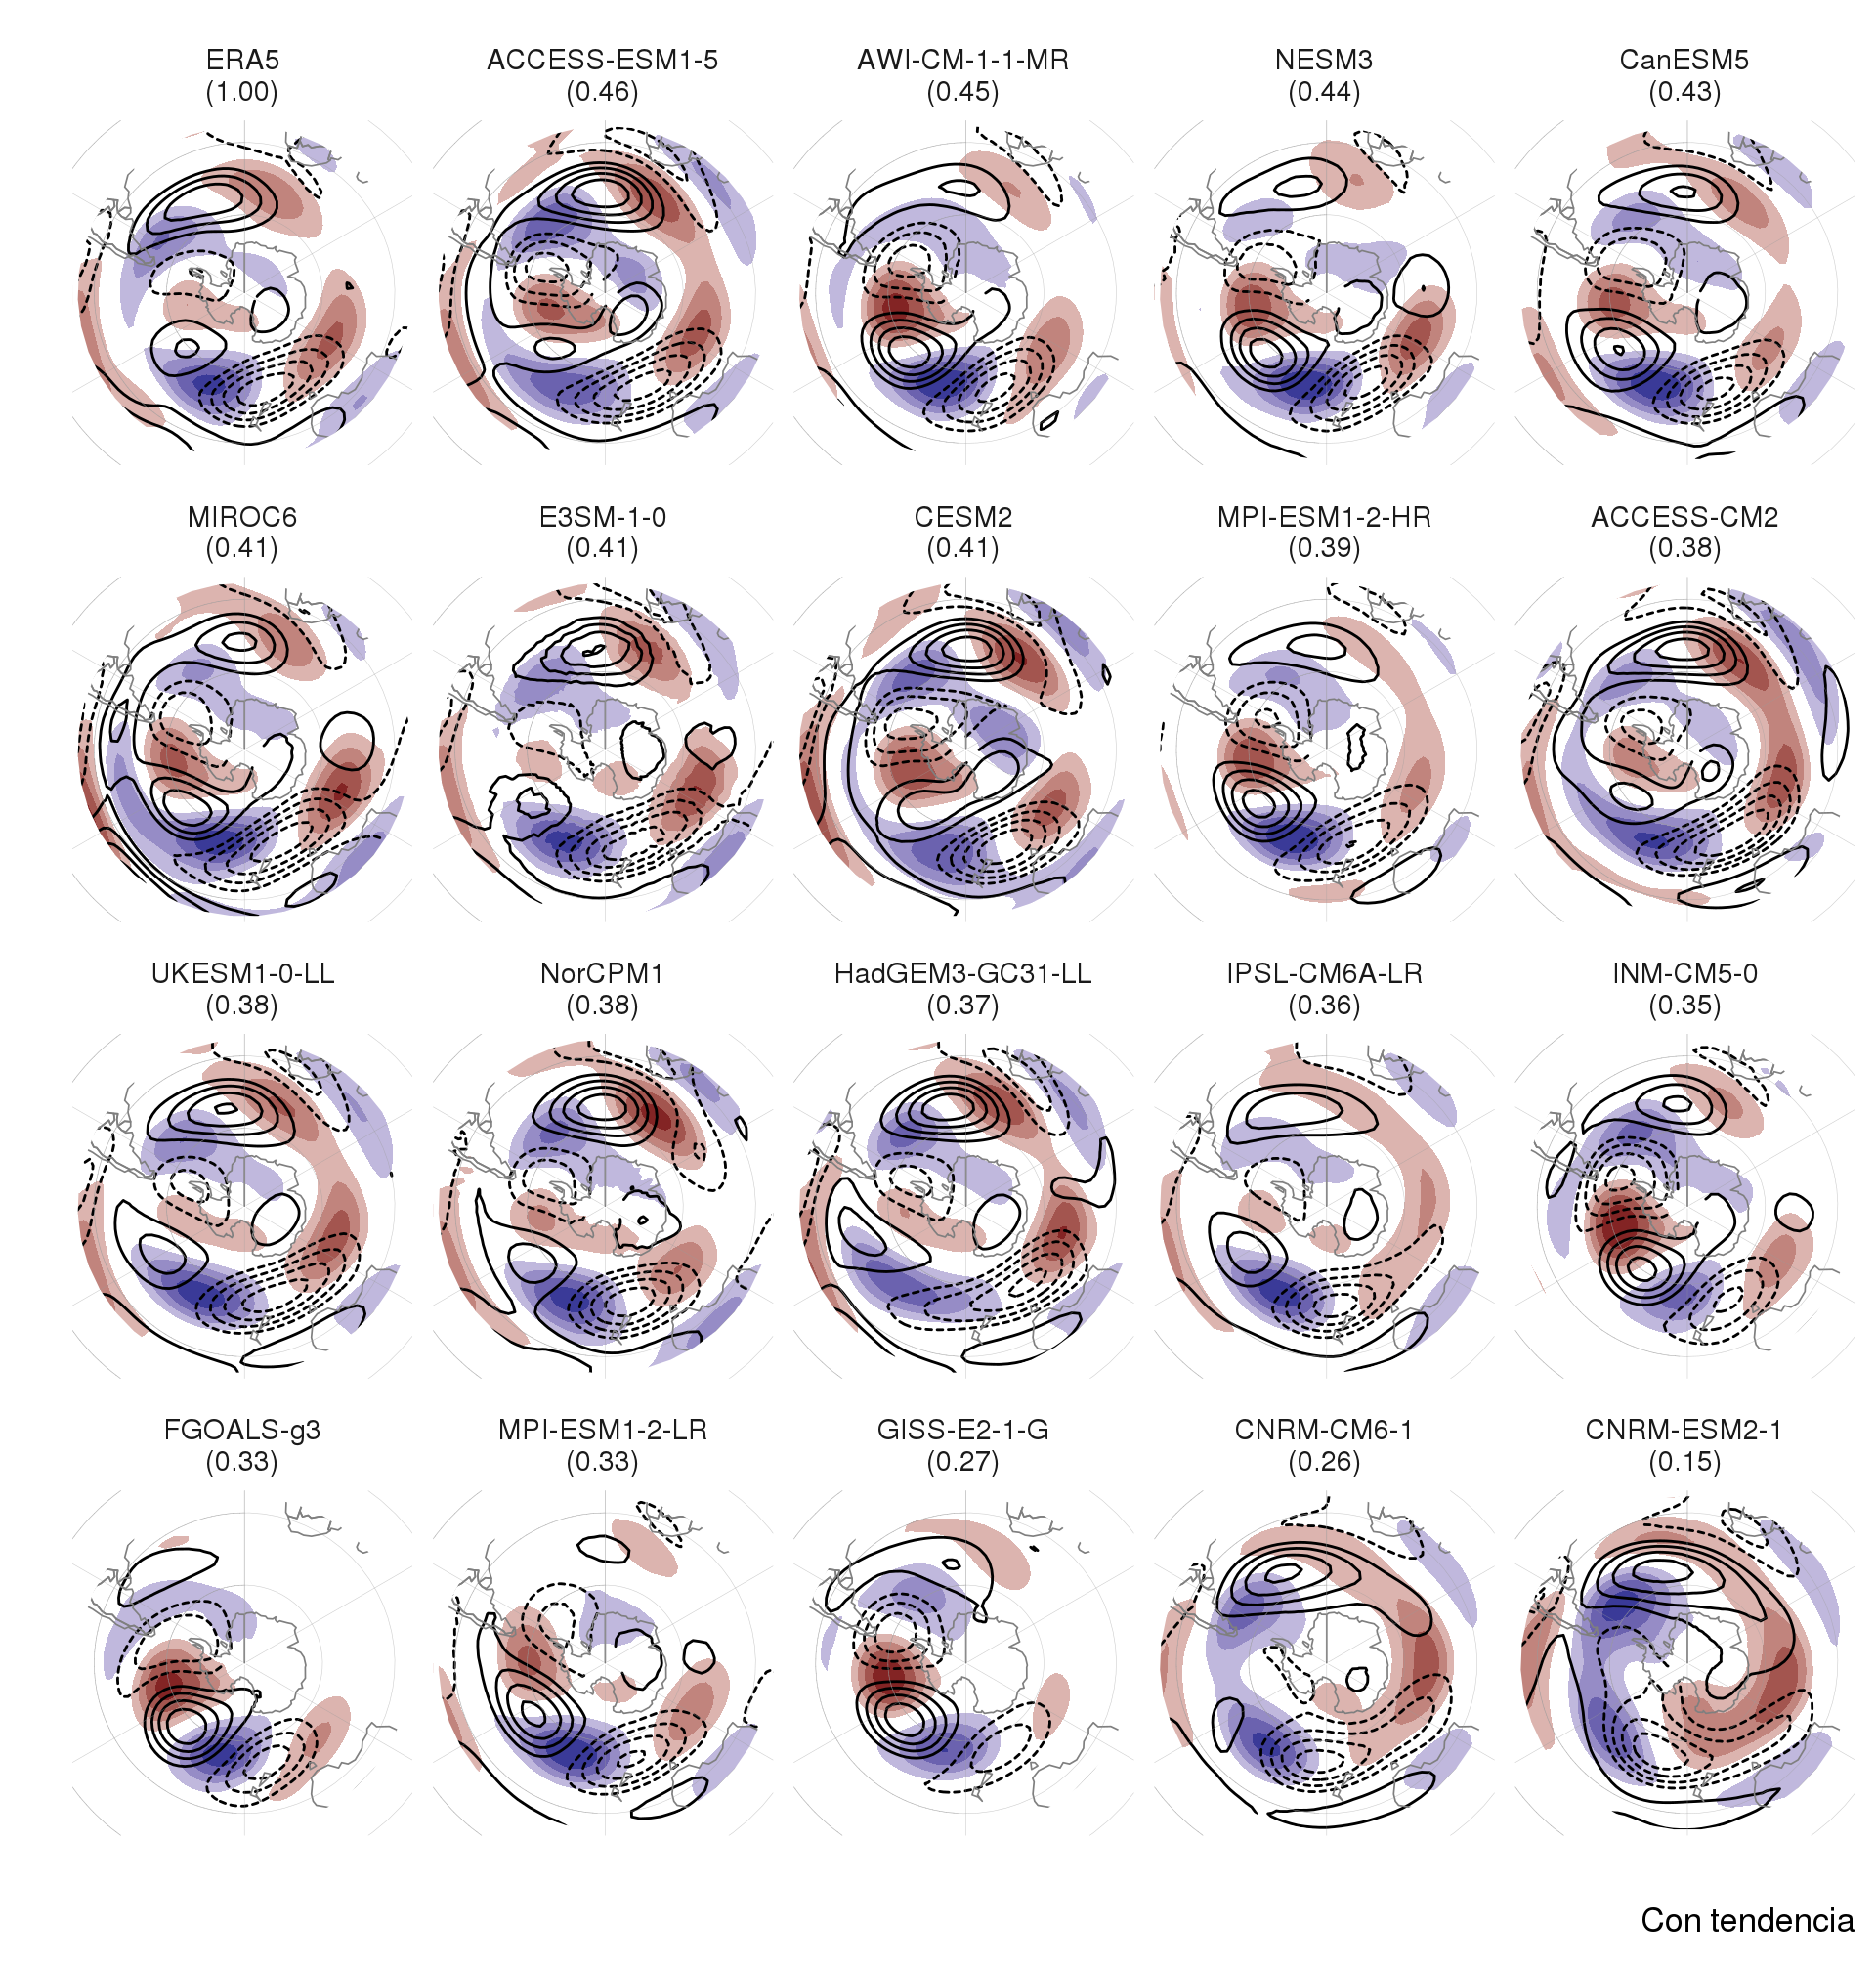 ERA5
(1.00)
ACCESS-ESM1-5
(0.46)
AWI-CM-1-1-MR
(0.45)
NESM3
(0.44)
CanESM5
(0.43)
MIROC6
(0.41)
E3SM-1-0
(0.41)
CESM2
(0.41)
MPI-ESM1-2-HR
(0.39)
ACCESS-CM2
(0.38)
UKESM1-0-LL
(0.38)
NorCPM1
(0.38)
HadGEM3-GC31-LL
(0.37)
IPSL-CM6A-LR
(0.36)
INM-CM5-0
(0.35)
FGOALS-g3
(0.33)
MPI-ESM1-2-LR
(0.33)
GISS-E2-1-G
(0.27)
CNRM-CM6-1
(0.26)
CNRM-ESM2-1
(0.15)
Con tendencia